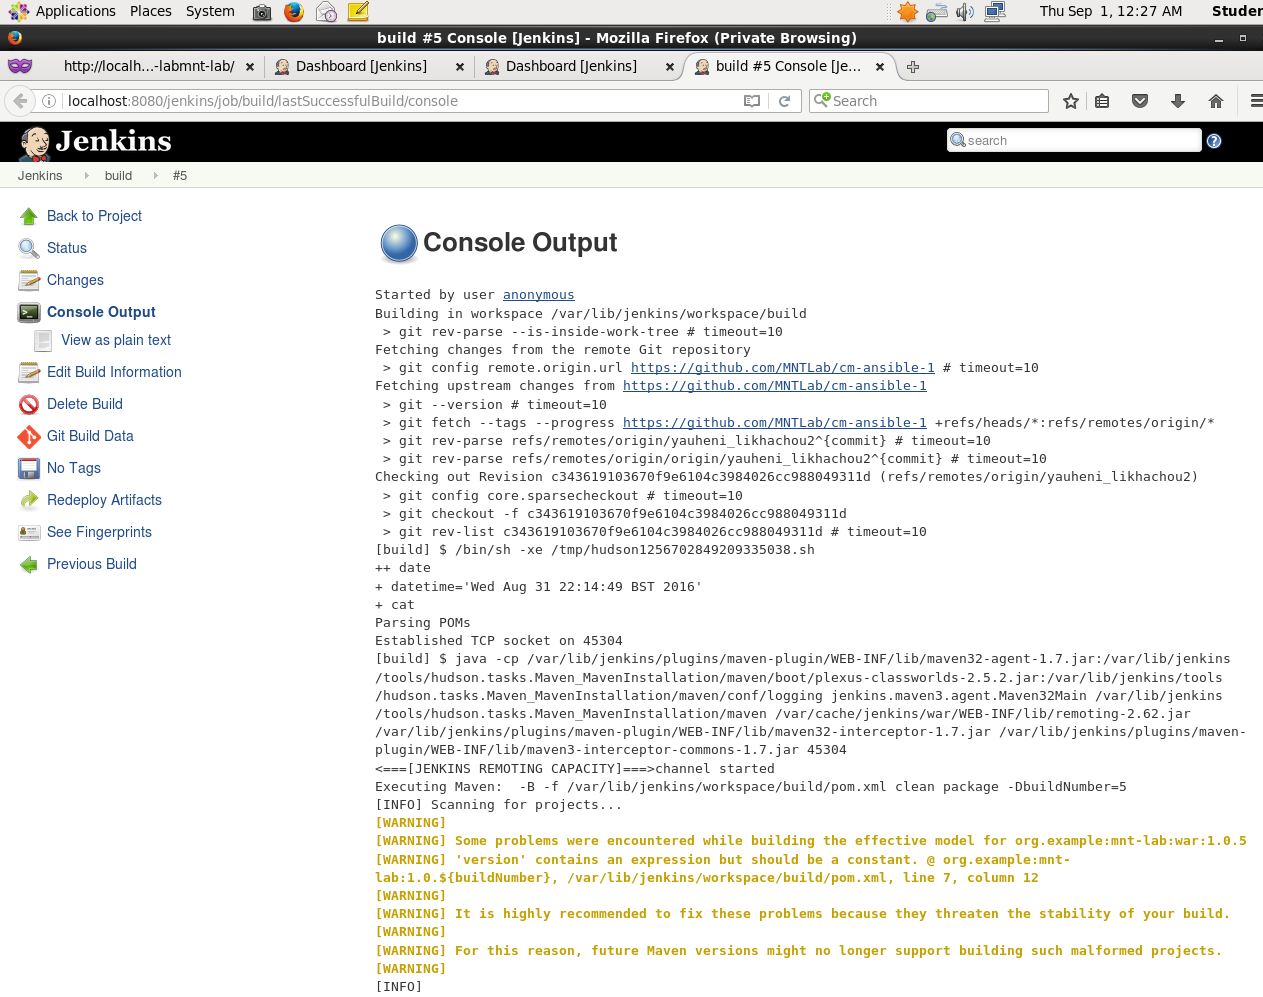 Applications Places System Thu Sep 1, 12:27 AM Studen
build #5 Console [Jenkins] - Mozilla Firefox (Private Browsing)
http://localh...-labmnt-lab/ Dashboard [Jenkins] Dashboard [Jenkins] build #5 Console [Je...
localhost:8080/jenkins/job/build/lastSuccessfulBuild/console Search
Jenkins search
Jenkins build #5
Back to Project
Status
Changes
Console Output
View as plain text
Edit Build Information
Delete Build
Git Build Data
No Tags
Redeploy Artifacts
See Fingerprints
Previous Build
Console Output
Started by user anonymous
Building in workspace /var/lib/jenkins/workspace/build
 > git rev-parse --is-inside-work-tree # timeout=10
Fetching changes from the remote Git repository
 > git config remote.origin.url https://github.com/MNTLab/cm-ansible-1 # timeout=10
Fetching upstream changes from https://github.com/MNTLab/cm-ansible-1
 > git --version # timeout=10
 > git fetch --tags --progress https://github.com/MNTLab/cm-ansible-1 +refs/heads/*:refs/remotes/origin/*
 > git rev-parse refs/remotes/origin/yauheni_likhachou2^{commit} # timeout=10
 > git rev-parse refs/remotes/origin/origin/yauheni_likhachou2^{commit} # timeout=10
Checking out Revision c343619103670f9e6104c3984026cc988049311d (refs/remotes/origin/yauheni_likhachou2)
 > git config core.sparsecheckout # timeout=10
 > git checkout -f c343619103670f9e6104c3984026cc988049311d
 > git rev-list c343619103670f9e6104c3984026cc988049311d # timeout=10
[build] $ /bin/sh -xe /tmp/hudson1256702849209335038.sh
++ date
+ datetime='Wed Aug 31 22:14:49 BST 2016'
+ cat
Parsing POMs
Established TCP socket on 45304
[build] $ java -cp /var/lib/jenkins/plugins/maven-plugin/WEB-INF/lib/maven32-agent-1.7.jar:/var/lib/jenkins
/tools/hudson.tasks.Maven_MavenInstallation/maven/boot/plexus-classworlds-2.5.2.jar:/var/lib/jenkins/tools
/hudson.tasks.Maven_MavenInstallation/maven/conf/logging jenkins.maven3.agent.Maven32Main /var/lib/jenkins
/tools/hudson.tasks.Maven_MavenInstallation/maven /var/cache/jenkins/war/WEB-INF/lib/remoting-2.62.jar
/var/lib/jenkins/plugins/maven-plugin/WEB-INF/lib/maven32-interceptor-1.7.jar /var/lib/jenkins/plugins/maven-
plugin/WEB-INF/lib/maven3-interceptor-commons-1.7.jar 45304
<===[JENKINS REMOTING CAPACITY]===>channel started
Executing Maven:  -B -f /var/lib/jenkins/workspace/build/pom.xml clean package -DbuildNumber=5
[INFO] Scanning for projects...
[WARNING]
[WARNING] Some problems were encountered while building the effective model for org.example:mnt-lab:war:1.0.5
[WARNING] 'version' contains an expression but should be a constant. @ org.example:mnt-
lab:1.0.${buildNumber}, /var/lib/jenkins/workspace/build/pom.xml, line 7, column 12
[WARNING]
[WARNING] It is highly recommended to fix these problems because they threaten the stability of your build.
[WARNING]
[WARNING] For this reason, future Maven versions might no longer support building such malformed projects.
[WARNING]
[INFO]